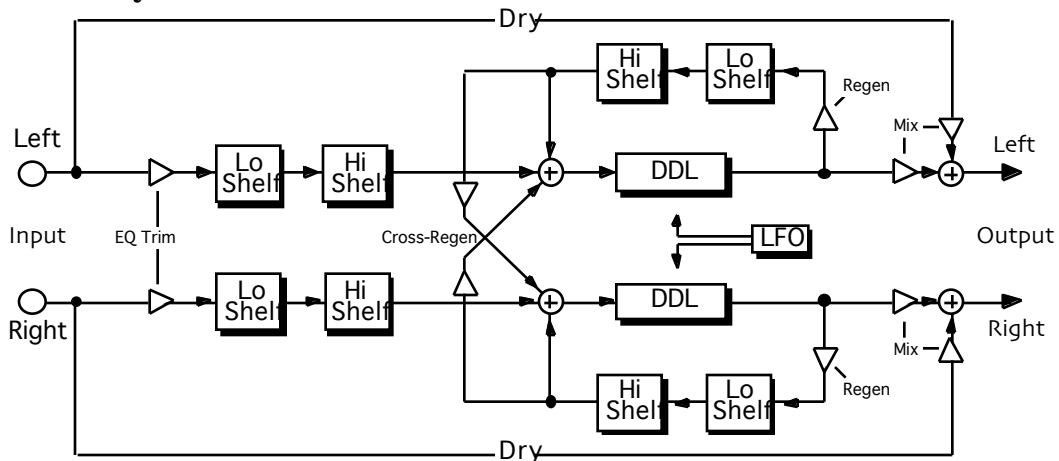 Dry
Hi
Shelf
Lo
Shelf
Regen
Mix
Left
Lo
Shelf
Hi
Shelf
DDL
Left
Input
EQ Trim
Cross-Regen
LFO
Output
Lo
Shelf
Hi
Shelf
DDL
Right
Right
Mix
Hi
Shelf
Lo
Shelf
Regen
Dry